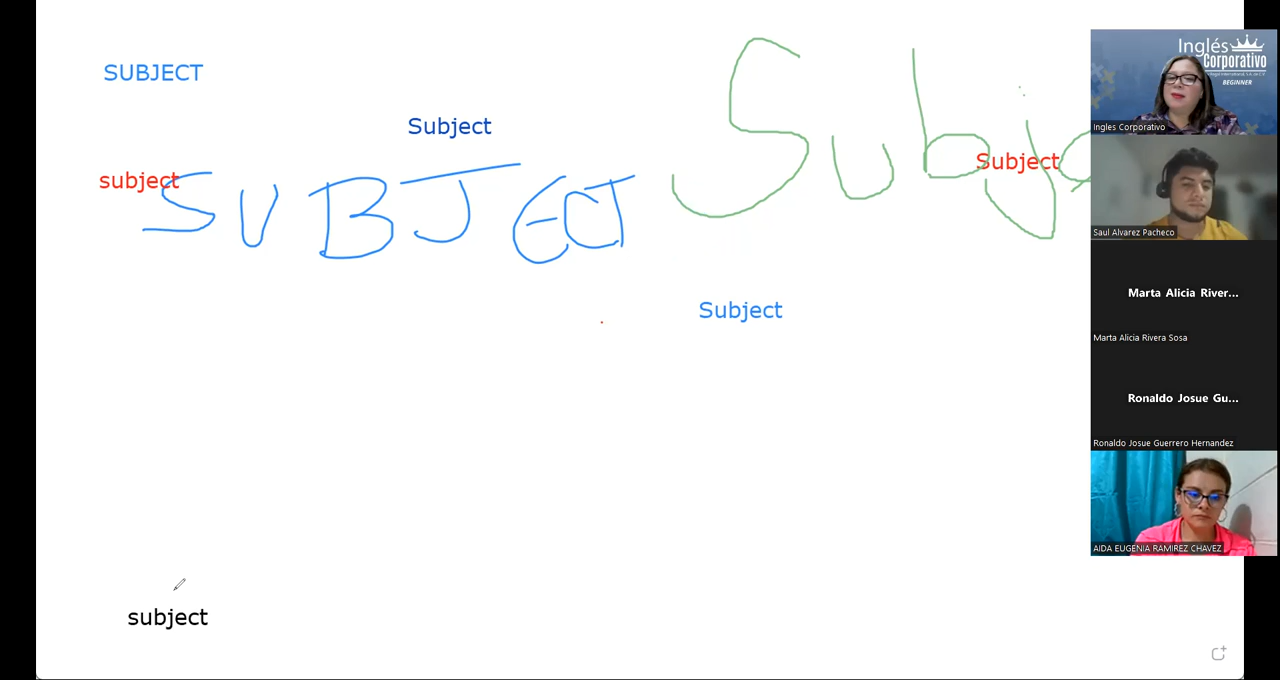 SUBJECT
Subject
subject
SUBJECT
Subje
Subject
Subject
subject
Inglés
Corporativo
BEGINNER
Ingles Corporativo
Saul Alvarez Pacheco
Marta Alicia River...
Marta Alicia Rivera Sosa
Ronaldo Josue Gu...
Ronaldo Josue Guerrero Hernandez
AIDA EUGENIA RAMIREZ CHAVEZ